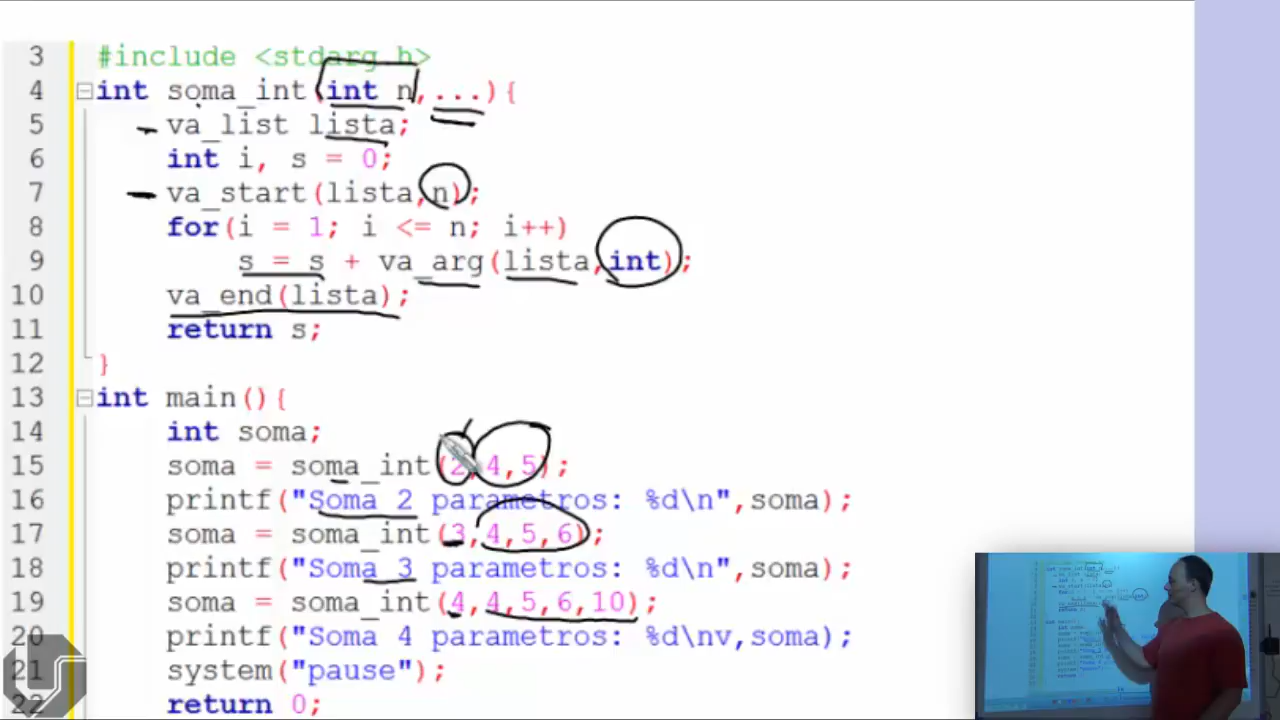 3 #include <stdarg.h>
4 int soma_int(int n,...){
5 va_list lista;
6 int i, s = 0;
7 va_start(lista,n);
8 for(i = 1; i <= n; i++)
9 s = s + va_arg(lista,int);
10 va_end(lista);
11 return s;
12 }
13 int main(){
14 int soma;
15 soma = soma_int(2,4,5);
16 printf("Soma 2 parametros: %d\n",soma);
17 soma = soma_int(3,4,5,6);
18 printf("Soma 3 parametros: %d\n",soma);
19 soma = soma_int(4,4,5,6,10);
20 printf("Soma 4 parametros: %d\nv,soma);
21 system("pause");
22 return 0;